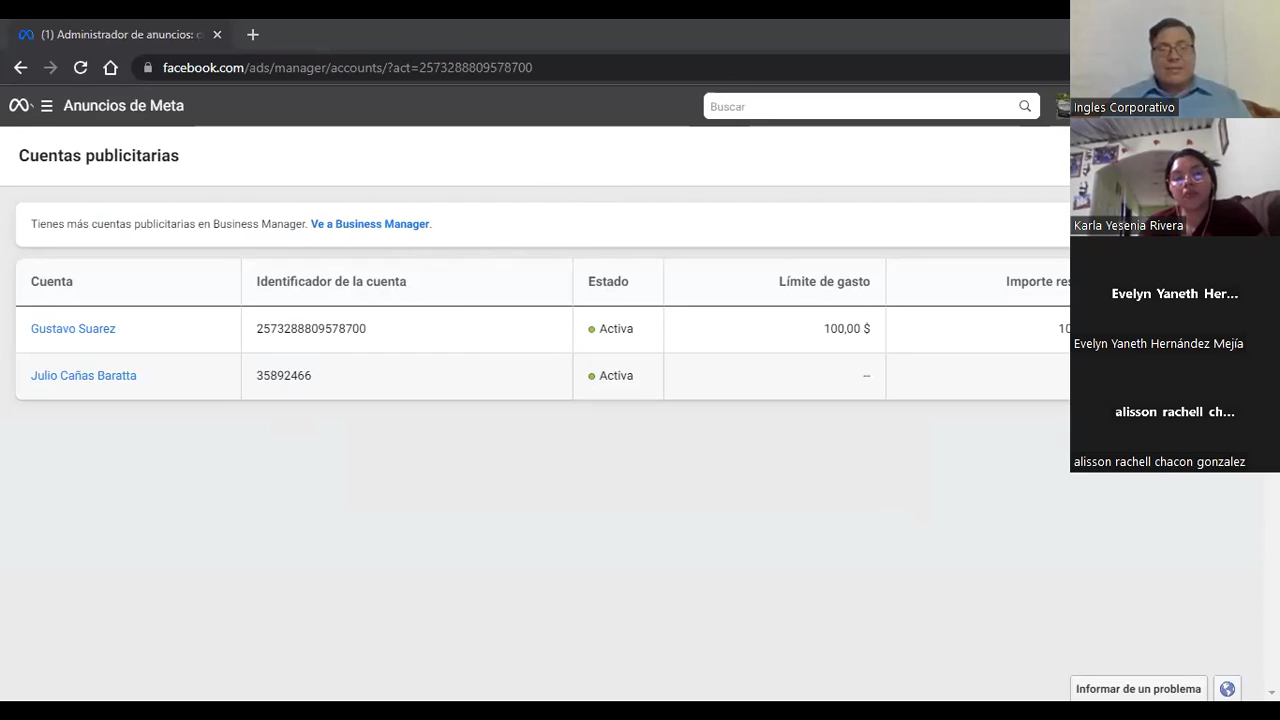 (1) Administrador de anuncios: c
facebook.com/ads/manager/accounts/?act=2573288809578700
Anuncios de Meta
Buscar
Cuentas publicitarias
Tienes más cuentas publicitarias en Business Manager. Ve a Business Manager.
Cuenta Identificador de la cuenta Estado Límite de gasto Importe res
Gustavo Suarez 2573288809578700 Activa 100,00 $ 10
Julio Cañas Baratta 35892466 Activa --
Informar de un problema
Ingles Corporativo
Karla Yesenia Rivera
Evelyn Yaneth Her...
Evelyn Yaneth Hernández Mejía
alisson rachell ch...
alisson rachell chacon gonzalez